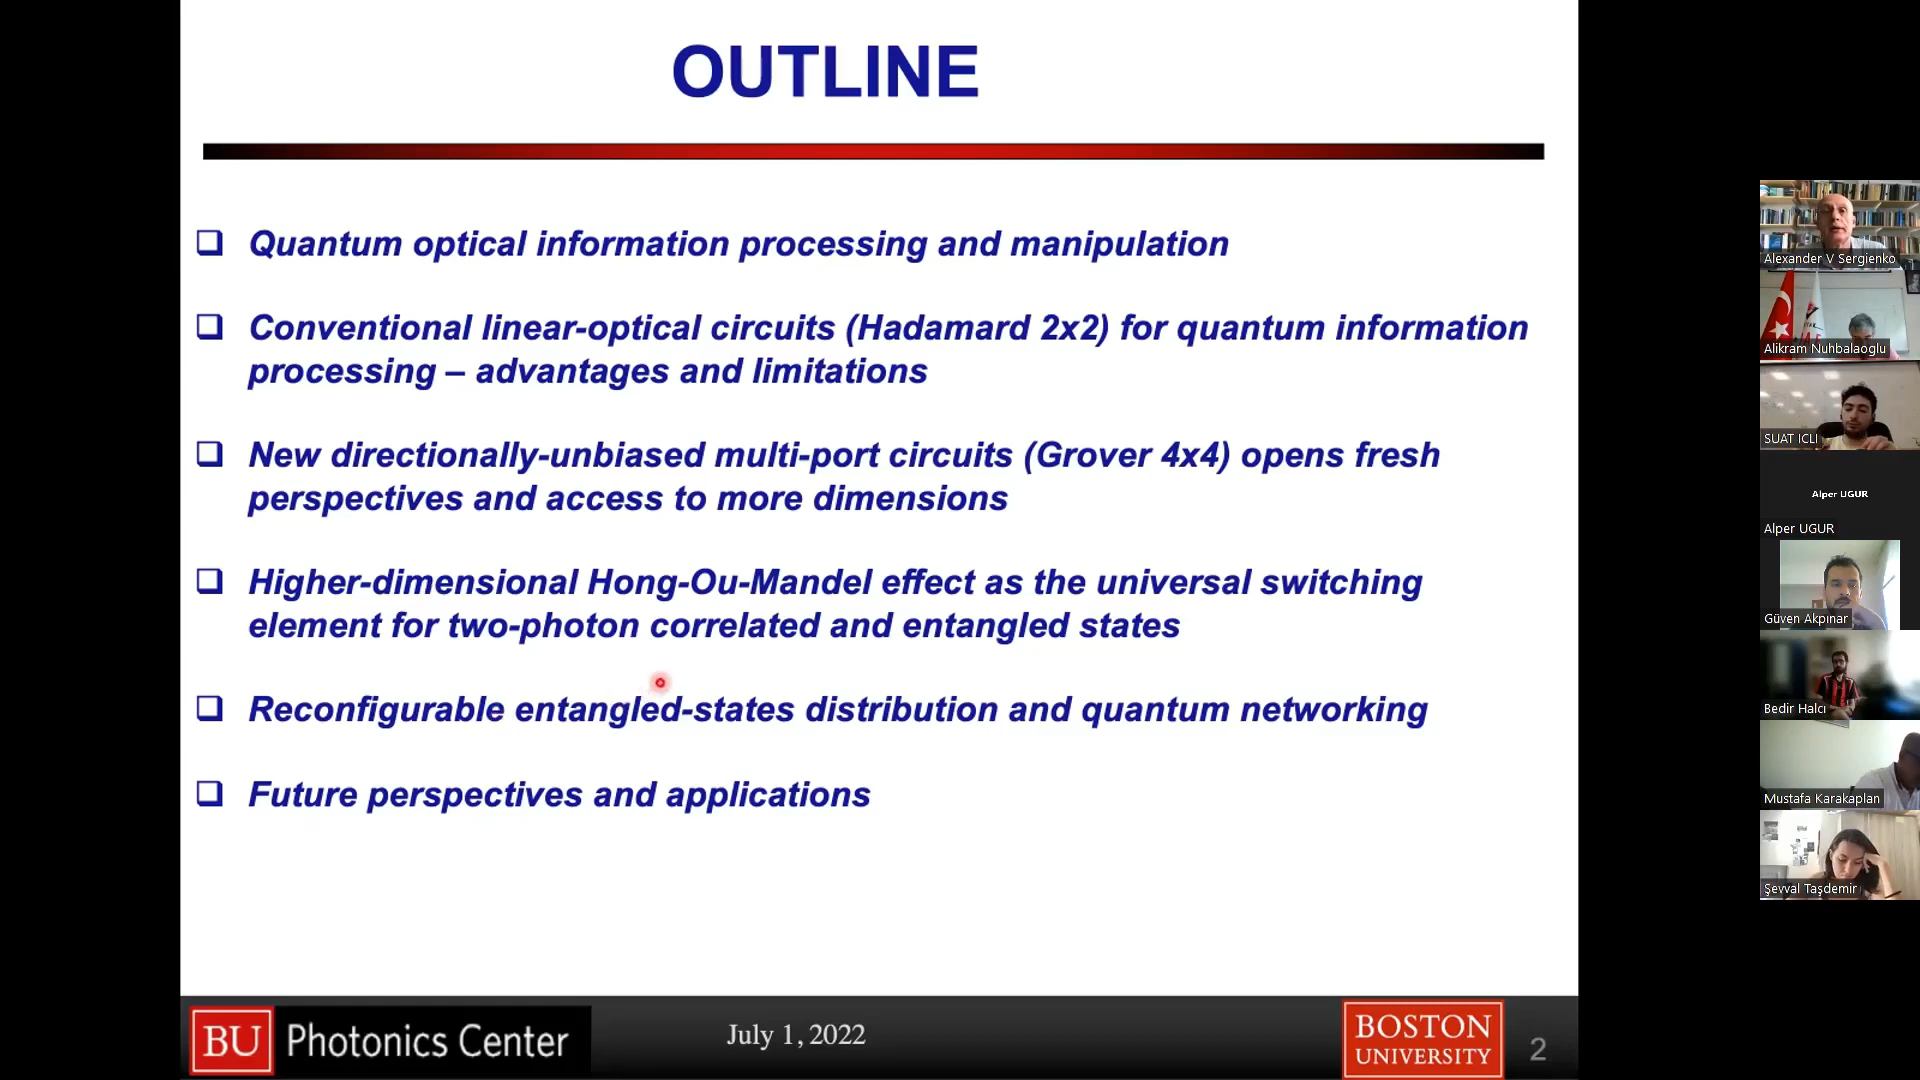 OUTLINE
Quantum optical information processing and manipulation
Conventional linear-optical circuits (Hadamard 2x2) for quantum information
processing – advantages and limitations
New directionally-unbiased multi-port circuits (Grover 4x4) opens fresh
perspectives and access to more dimensions
Higher-dimensional Hong-Ou-Mandel effect as the universal switching
element for two-photon correlated and entangled states
Reconfigurable entangled-states distribution and quantum networking
Future perspectives and applications
BU Photonics Center
July 1, 2022
BOSTON
UNIVERSITY
2
Alexander V Sergienko
Alikram Nuhbalaoglu
SUAT ICLI
Alper UGUR
Alper UGUR
Güven Akpınar
Bedir Halcı
Mustafa Karakaplan
Şevval Taşdemir